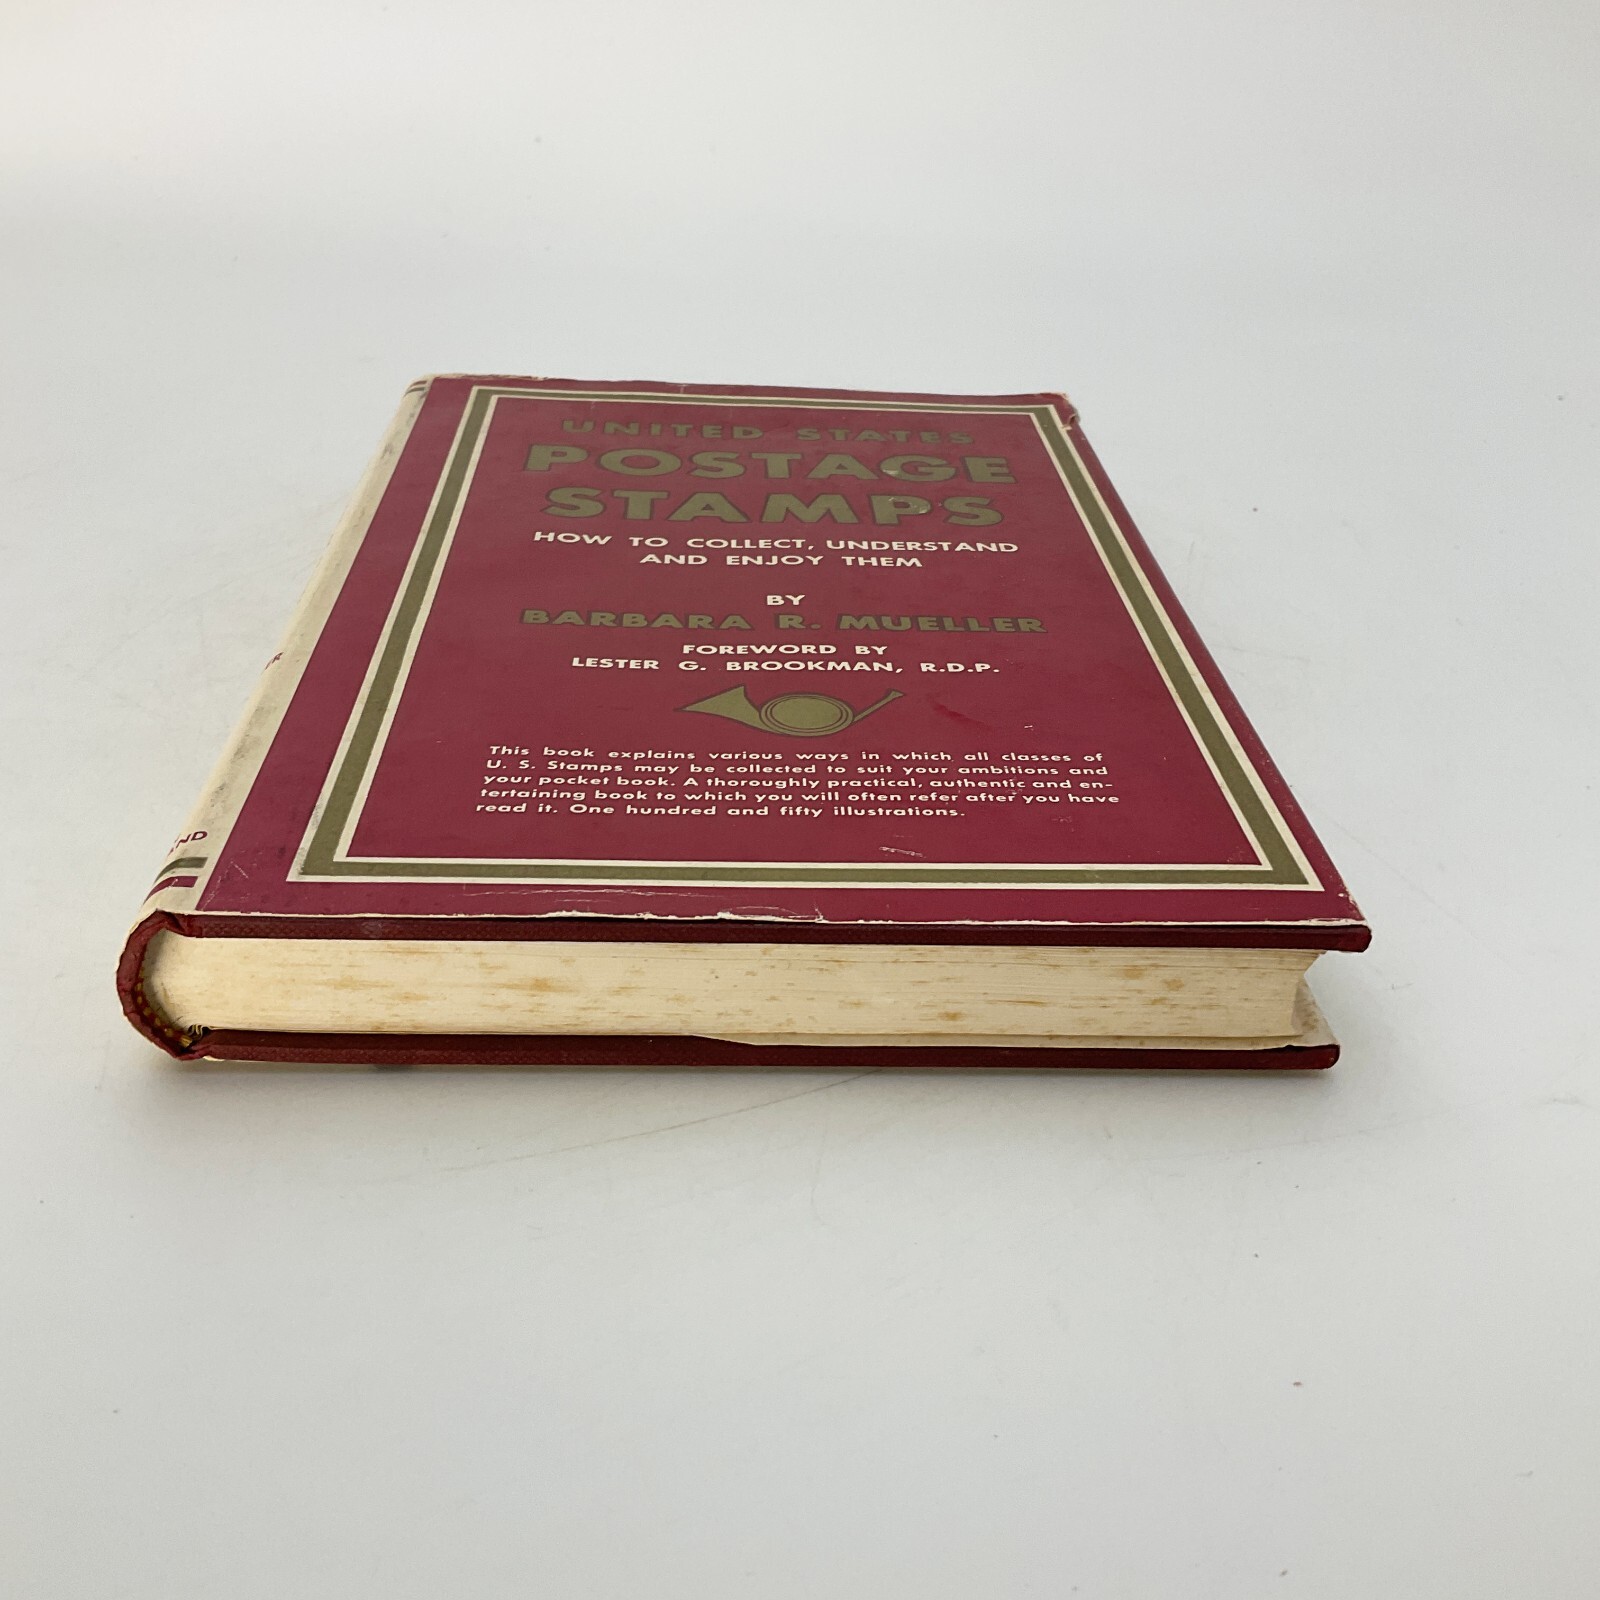 UNITED STATES
POSTAGE
STAMPS
HOW TO COLLECT, UNDERSTAND
AND ENJOY THEM
BY
BARBARA R. MUELLER
FOREWORD BY
LESTER G. BROOKMAN, R.D.P.
This book explains various ways in which all classes of
U. S. Stamps may be collected to suit your ambitions and
your pocket book. A thoroughly practical, authentic and en-
tertaining book to which you will often refer after you have
read it. One hundred and fifty illustrations.